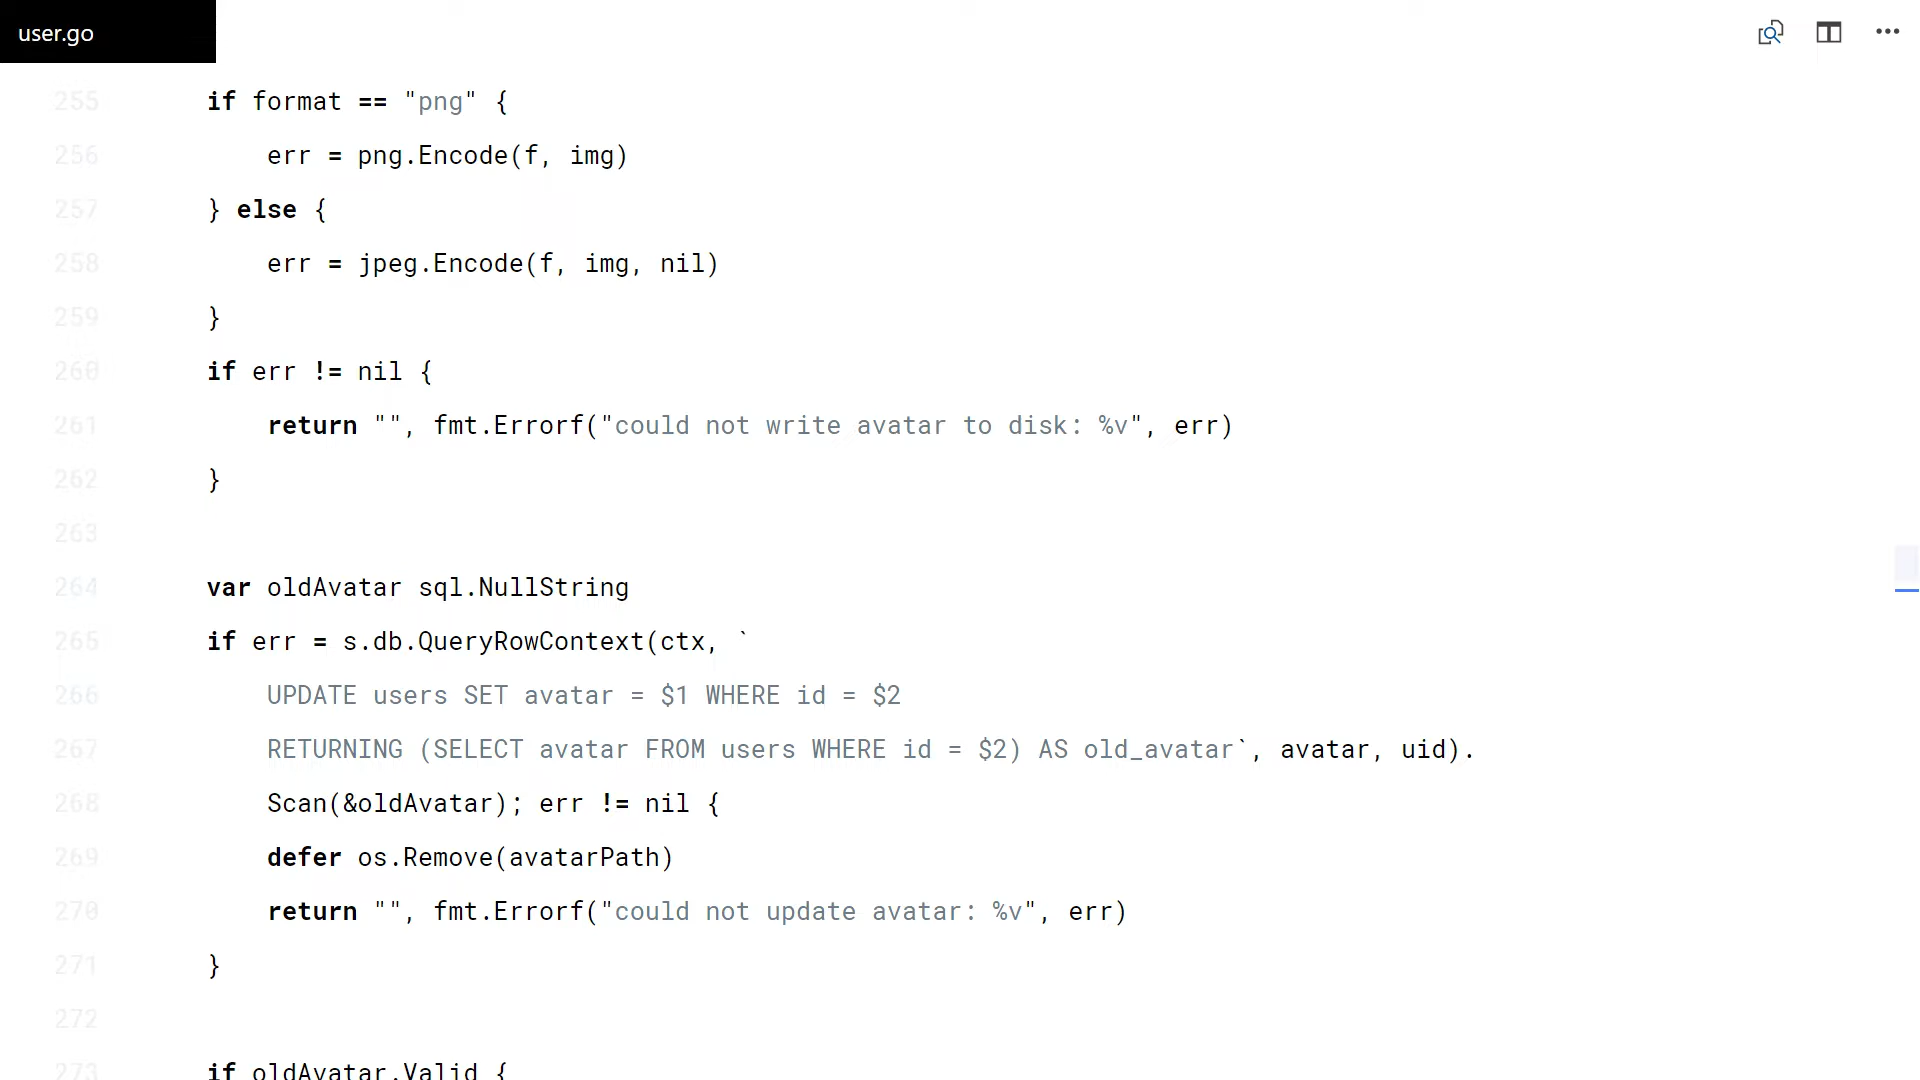 user.go
255 if format == "png" {
256 err = png.Encode(f, img)
257 } else {
258 err = jpeg.Encode(f, img, nil)
259 }
260 if err != nil {
261 return "", fmt.Errorf("could not write avatar to disk: %v", err)
262 }
263
264 var oldAvatar sql.NullString
265 if err = s.db.QueryRowContext(ctx, `
266 UPDATE users SET avatar = $1 WHERE id = $2
267 RETURNING (SELECT avatar FROM users WHERE id = $2) AS old_avatar`, avatar, uid).
268 Scan(&oldAvatar); err != nil {
269 defer os.Remove(avatarPath)
270 return "", fmt.Errorf("could not update avatar: %v", err)
271 }
272
273 if oldAvatar.Valid {